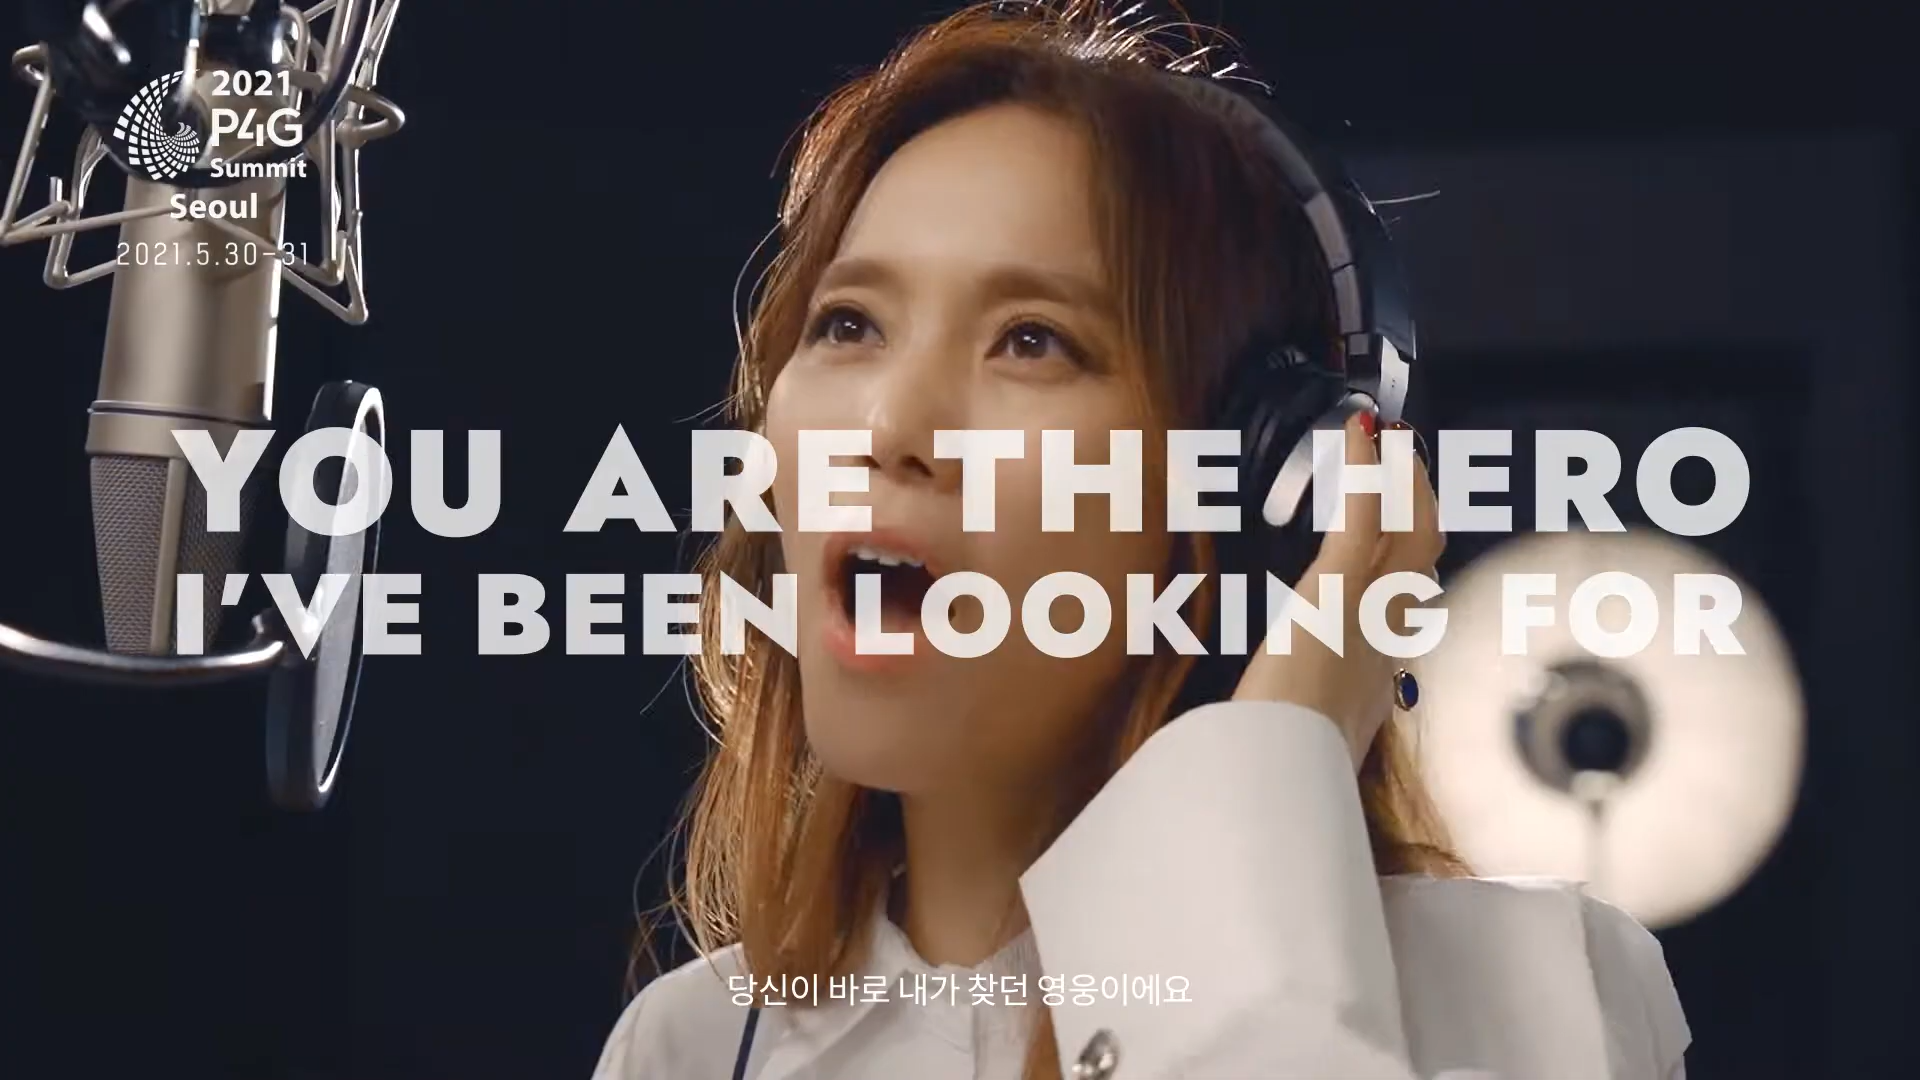 2021
P4G
Summit
Seoul
2021.5.30-31
YOU ARE THE HERO
I'VE BEEN LOOKING FOR
당신이 바로 내가 찾던 영웅이에요